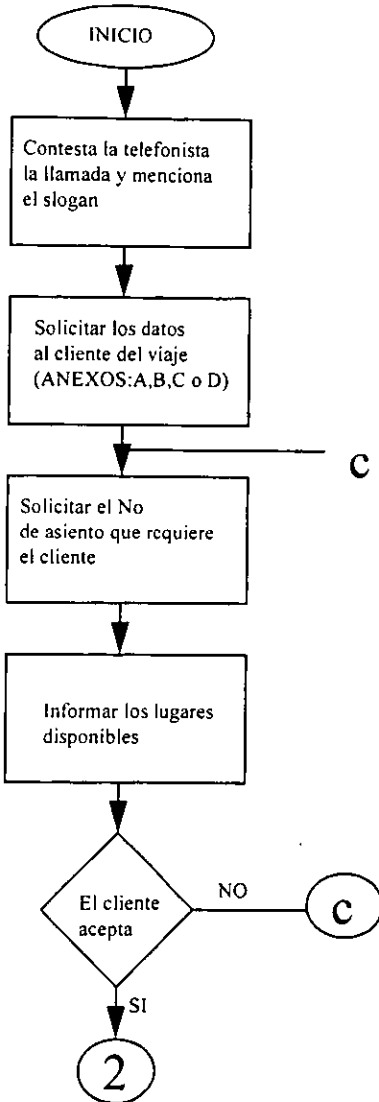 INICIO
Contesta la telefonista
la llamada y menciona
el slogan
Solicitar los datos
al cliente del viaje
(ANEXOS:A,B,C o D)
c
Solicitar el No
de asiento que requiere
el cliente
Informar los lugares
disponibles
El cliente
acepta
NO
c
SI
2